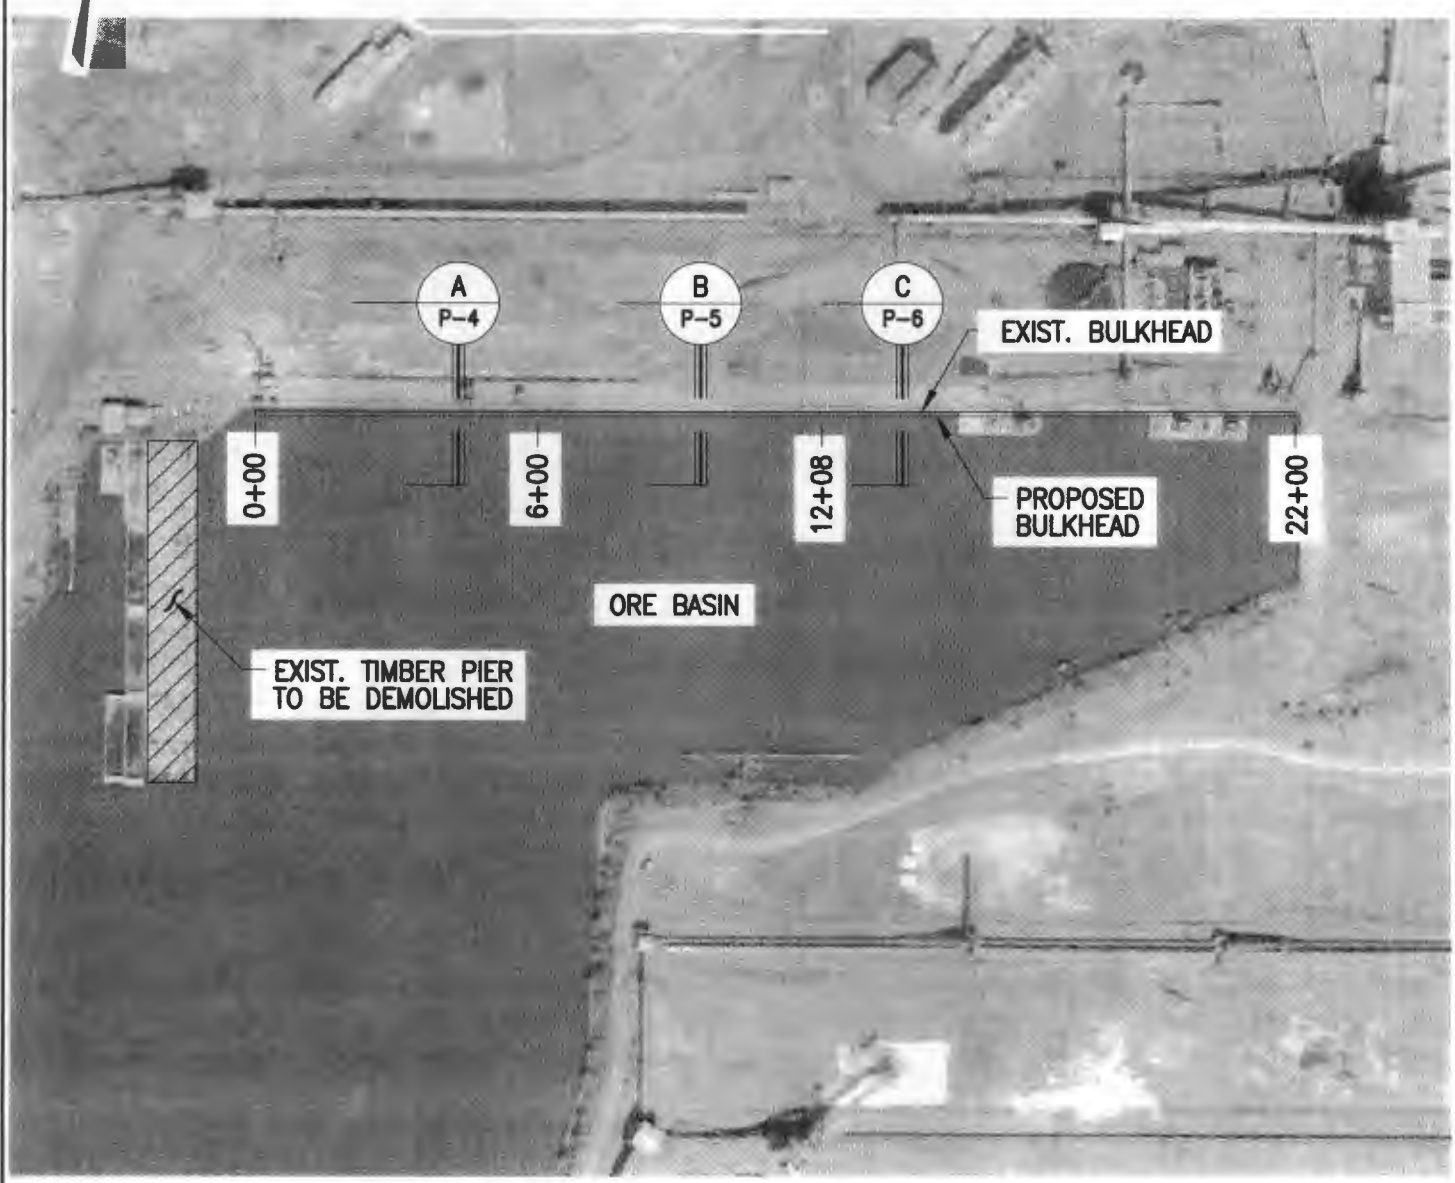 A
P-4
B
P-5
C
P-6
EXIST. BULKHEAD
0+00
6+00
12+08
22+00
PROPOSED
BULKHEAD
ORE BASIN
EXIST. TIMBER PIER
TO BE DEMOLISHED